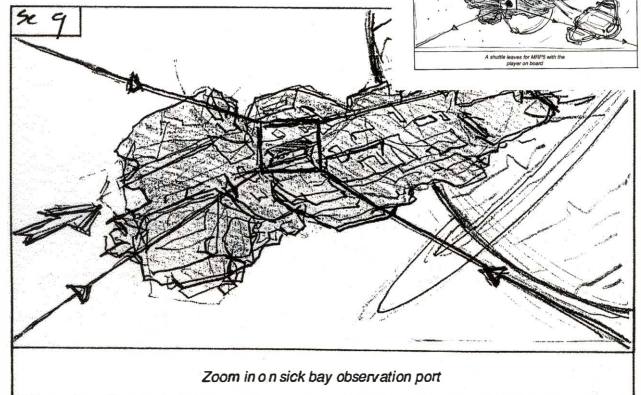 Sc 9
A shuttle leaves for MRPS with the
player on board
Zoom in o n sick bay observation port